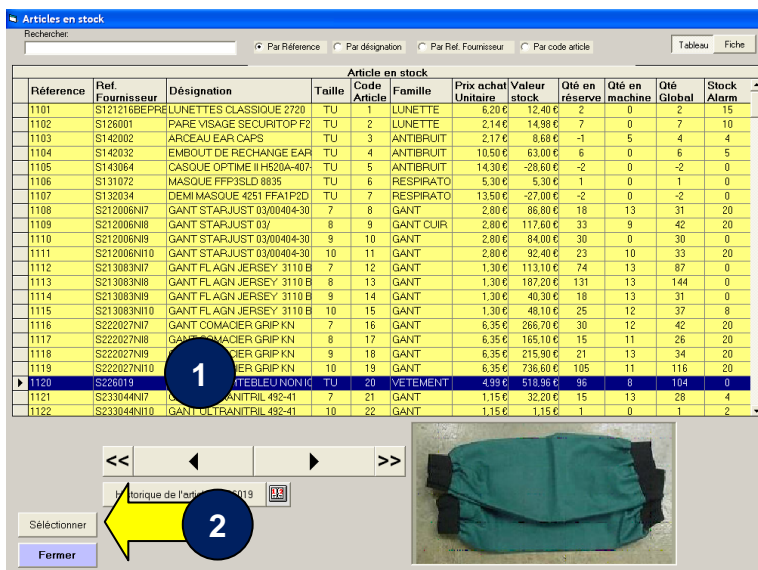 Articles en stock
Rechercher:
Par Réference Par désignation Par Ref. Fournisseur Par code article Tableau Fiche
Article en stock
Réference Ref. Fournisseur Désignation Taille Code Article Famille Prix achat Unitaire Valeur stock Qté en réserve Qté en machine Qté Global Stock Alarm
1101 S121216BEPRE LUNETTES CLASSIQUE 2720 TU 1 LUNETTE 6,20 € 12,40 € 2 0 2 15
1102 S126001 PARE VISAGE SECURITOP F2 TU 2 LUNETTE 2,14 € 14,98 € 7 0 7 10
1103 S142002 ARCEAU EAR CAPS TU 3 ANTIBRUIT 2,17 € 8,68 € -1 5 4 4
1104 S142032 EMBOUT DE RECHANGE EAR TU 4 ANTIBRUIT 10,50 € 63,00 € 6 0 6 5
1105 S143064 CASQUE OPTIME II H520A-407- TU 5 ANTIBRUIT 14,30 € -28,60 € -2 0 -2 0
1106 S131072 MASQUE FFP3SLD 8835 TU 6 RESPIRATO 5,30 € 5,30 € 1 0 1 0
1107 S132034 DEMI MASQUE 4251 FFA1P2D TU 7 RESPIRATO 13,50 € -27,00 € -2 0 -2 0
1108 S212006NI7 GANT STARJUST 03/00404-30 7 8 GANT 2,80 € 86,80 € 18 13 31 20
1109 S212006NI8 GANT STARJUST 03/ 8 9 GANT CUIR 2,80 € 117,60 € 33 9 42 20
1110 S212006NI9 GANT STARJUST 03/00404-30 9 10 GANT 2,80 € 84,00 € 30 0 30 0
1111 S212006NI10 GANT STARJUST 03/00404-30 10 11 GANT 2,80 € 92,40 € 23 10 33 20
1112 S213083NI7 GANT FL AGN JERSEY 3110 B 7 12 GANT 1,30 € 113,10 € 74 13 87 0
1113 S213083NI8 GANT FL AGN JERSEY 3110 B 8 13 GANT 1,30 € 187,20 € 131 13 144 0
1114 S213083NI9 GANT FL AGN JERSEY 3110 B 9 14 GANT 1,30 € 40,30 € 18 13 31 0
1115 S213083NI10 GANT FL AGN JERSEY 3110 B 10 15 GANT 1,30 € 48,10 € 25 12 37 8
1116 S222027NI7 GANT COMACIER GRIP KN 7 16 GANT 6,35 € 266,70 € 30 12 42 20
1117 S222027NI8 GANT COMACIER GRIP KN 8 17 GANT 6,35 € 165,10 € 15 11 26 20
1118 S222027NI9 CIER GRIP KN 9 18 GANT 6,35 € 215,90 € 21 13 34 20
1119 S222027NI10 CIER GRIP KN 10 19 GANT 6,35 € 736,60 € 105 11 116 20
1120 S226019 TEBLEU NON IG TU 20 VETEMENT 4,99 € 518,96 € 96 8 104 0
1121 S233044NI7 ANITRIL 492-41 7 21 GANT 1,15 € 32,20 € 15 13 28 4
1122 S233044NI10 GANT ULTRANITRIL 492-41 10 22 GANT 1,15 € 1,15 € 1 0 1 2
1
<< >>
Historique de l'arti 6019
Séléctionner
2
Fermer